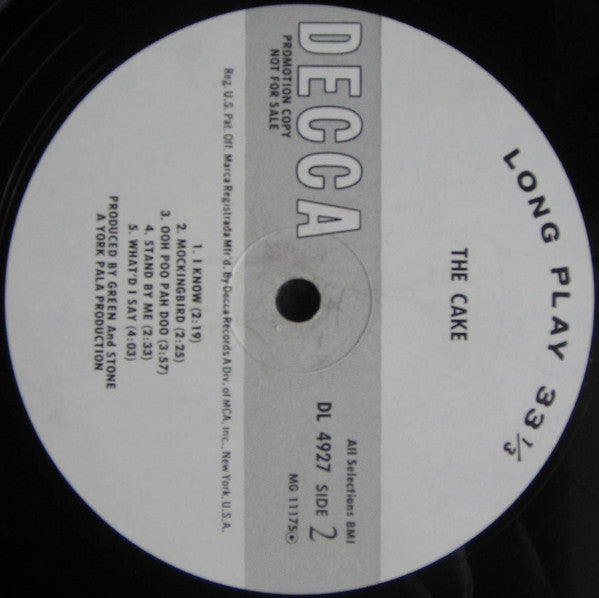 LONG PLAY 33 1/3
THE CAKE
DECCA
PROMOTION COPY
NOT FOR SALE
All Selections BMI
DL 4927 SIDE 2
MG 11175
Reg. U.S. Pat. Off. Marca Registrada Mfr'd. By Decca Records A Div. of MCA, Inc., New York, U.S.A.
1. I KNOW (2:19)
2. MOCKINGBIRD (2:25)
3. OOH POO PAH DOO (3:57)
4. STAND BY ME (2:33)
5. WHAT'D I SAY (4:03)
PRODUCED BY GREEN And STONE
A YORK PALA PRODUCTION